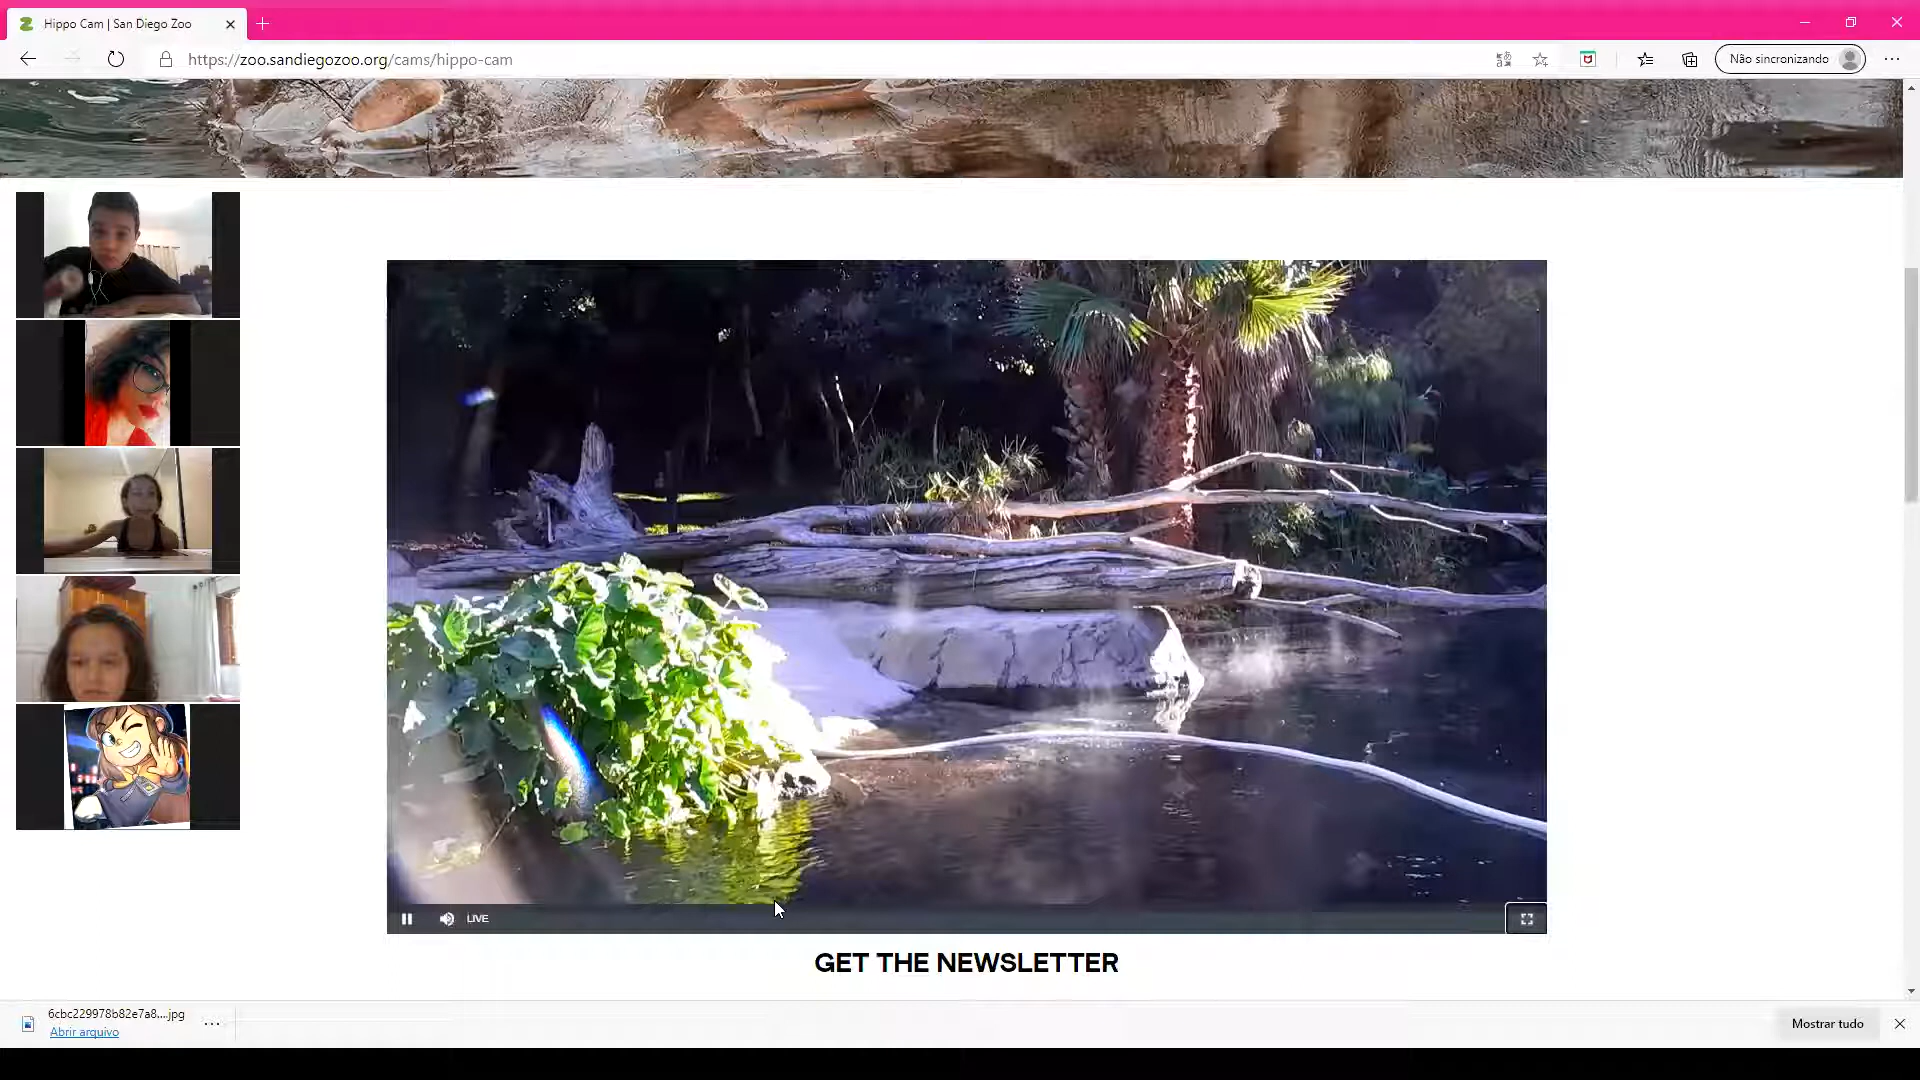 Hippo Cam | San Diego Zoo
https://zoo.sandiegozoo.org/cams/hippo-cam
Não sincronizando
LIVE
GET THE NEWSLETTER
6cbc229978b82e7a8....jpg
Abrir arquivo
Mostrar tudo